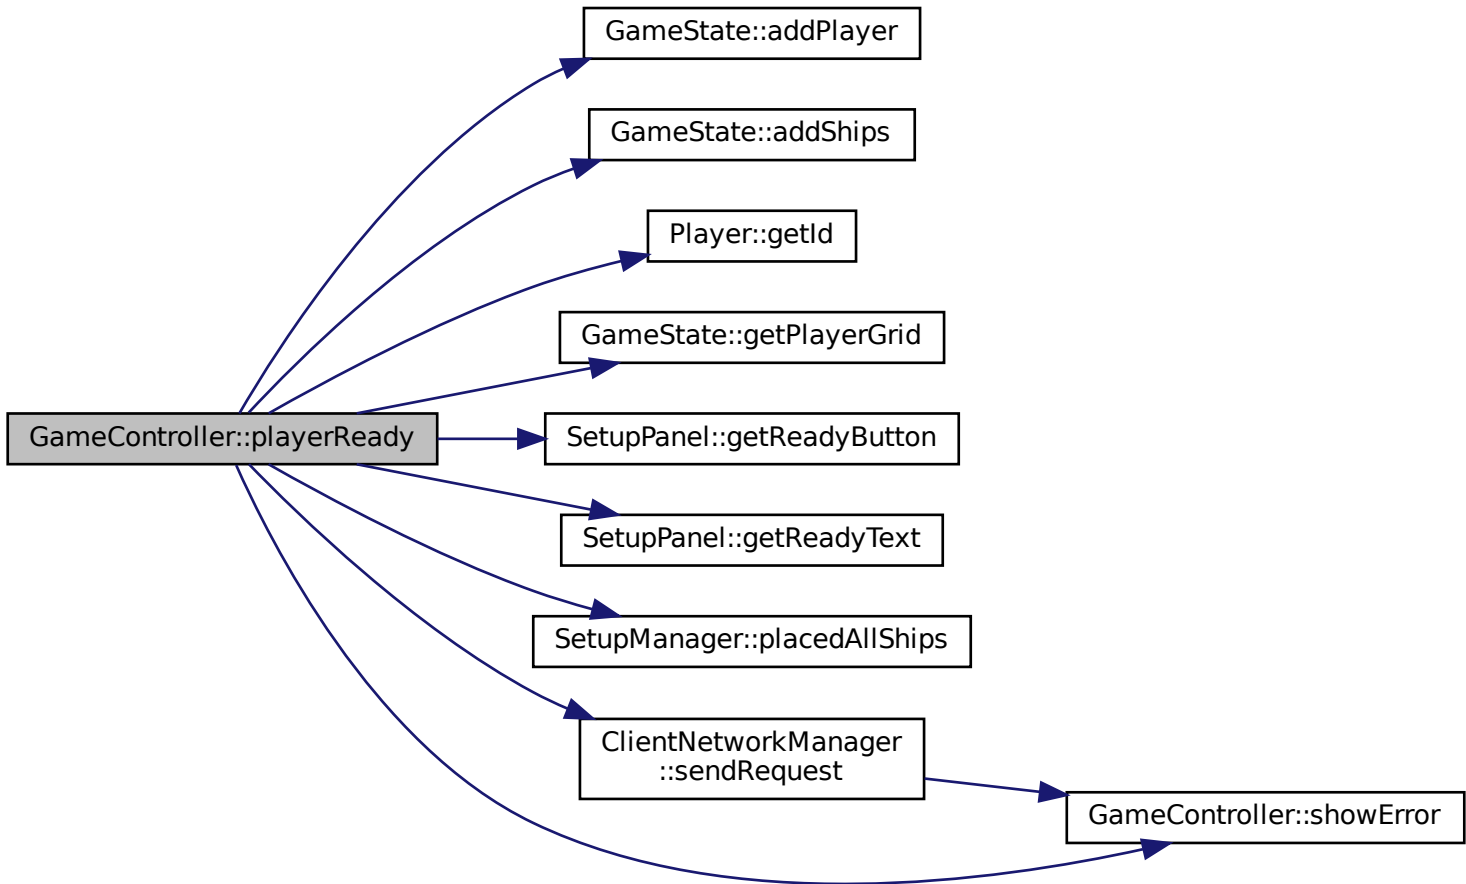 GameState::addPlayer
GameState::addShips
Player::getId
GameState::getPlayerGrid
GameController::playerReady
SetupPanel::getReadyButton
SetupPanel::getReadyText
SetupManager::placedAllShips
ClientNetworkManager
::sendRequest
GameController::showError